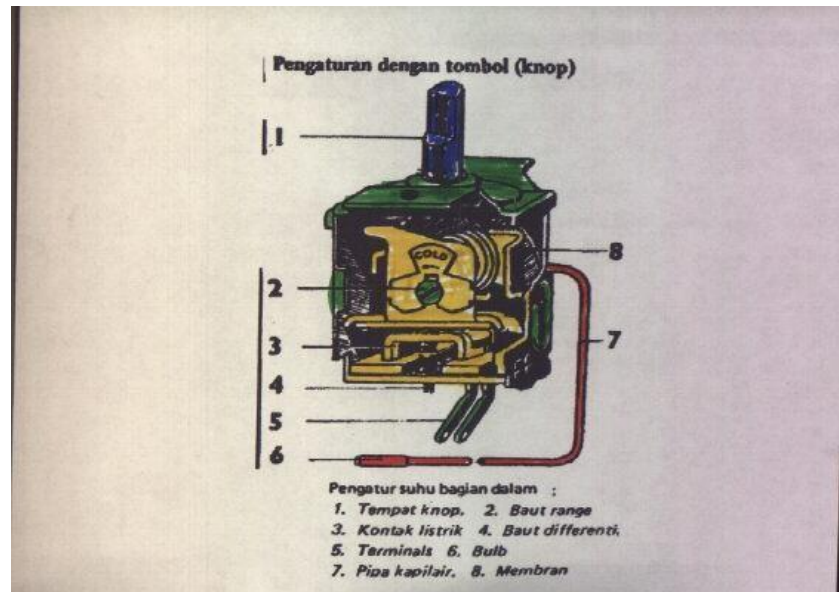 Pengaturan dengan tombol (knop)
1
8
COLD
2
7
3
4
5
6
Pengatur suhu bagian dalam :
1. Tempat knop. 2. Baut range
3. Kontak listrik 4. Baut differenti.
5. Terminals 6. Bulb
7. Pipa kapilair. 8. Membran